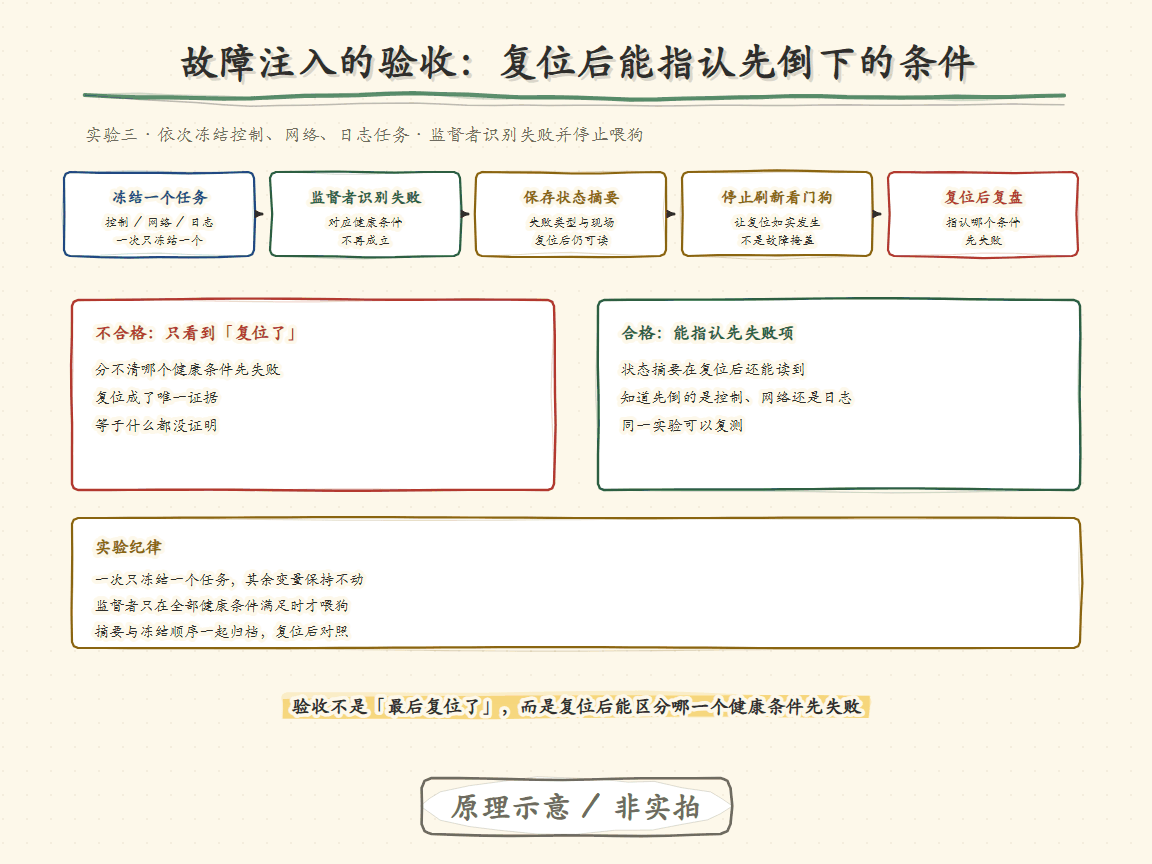 故障注入的验收：复位后能指认先倒下的条件
实验三 · 依次冻结控制、网络、日志任务 · 监督者识别失败并停止喂狗
冻结一个任务
控制 / 网络 / 日志
一次只冻结一个
监督者识别失败
对应健康条件
不再成立
保存状态摘要
失败类型与现场
复位后仍可读
停止刷新看门狗
让复位如实发生
不是故障掩盖
复位后复盘
指认哪个条件
先失败
不合格：只看到「复位了」
分不清哪个健康条件先失败
复位成了唯一证据
等于什么都没证明
合格：能指认先失败项
状态摘要在复位后还能读到
知道先倒的是控制、网络还是日志
同一实验可以复测
实验纪律
一次只冻结一个任务，其余变量保持不动
监督者只在全部健康条件满足时才喂狗
摘要与冻结顺序一起归档，复位后对照
验收不是「最后复位了」，而是复位后能区分哪一个健康条件先失败
原理示意 / 非实拍